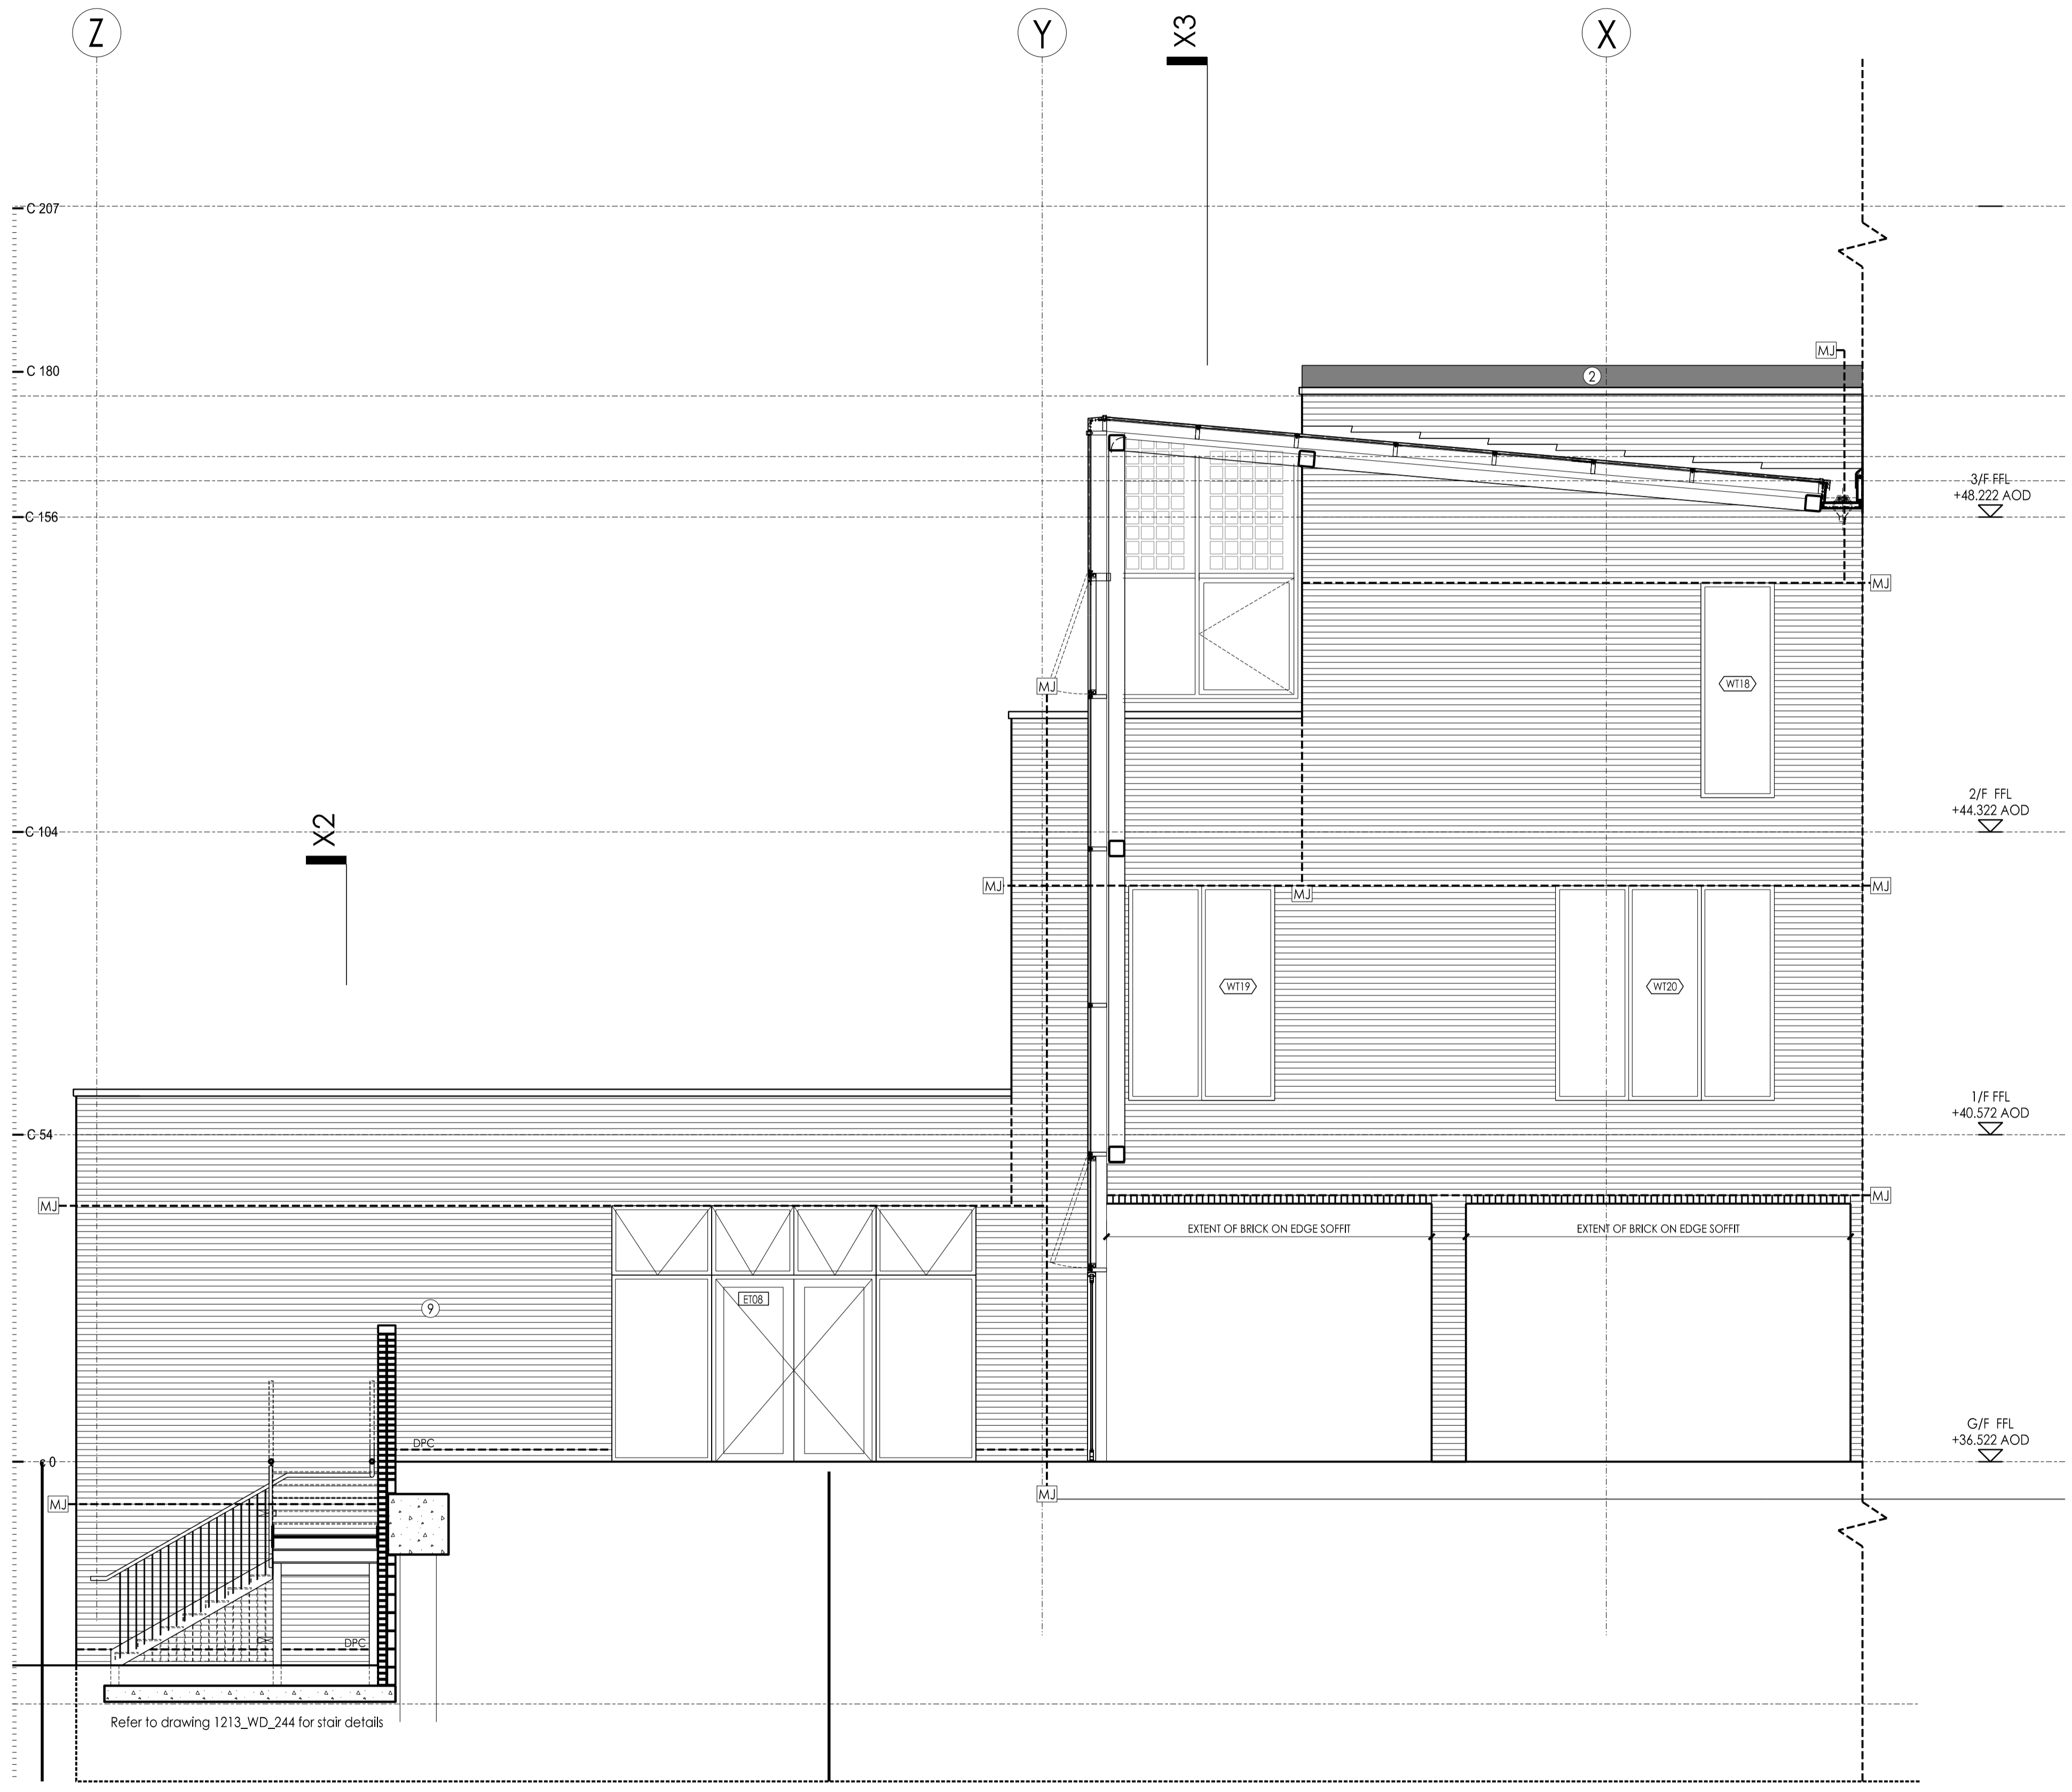 Z
Y
X3
X
C 207
MJ
C 180
2
3/F FFL
+48.222 AOD
C 156
MJ
WT18
MJ
2/F  FFL
+44.322 AOD
X2
C 104
MJ
MJ
MJ
WT19
WT20
1/F FFL
+40.572 AOD
C 54
MJ
MJ
EXTENT OF BRICK ON EDGE SOFFIT
EXTENT OF BRICK ON EDGE SOFFIT
ET08
9
G/F  FFL
+36.522 AOD
DPC
c 0
MJ
MJ
DPC
Refer to drawing 1213_WD_244 for stair details